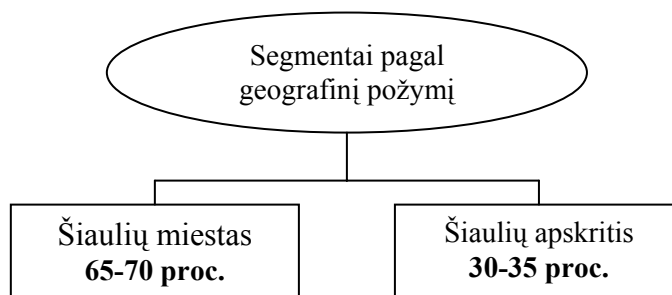 Segmentai pagal
geografinį požymį
Šiaulių miestas
65-70 proc.
Šiaulių apskritis
30-35 proc.